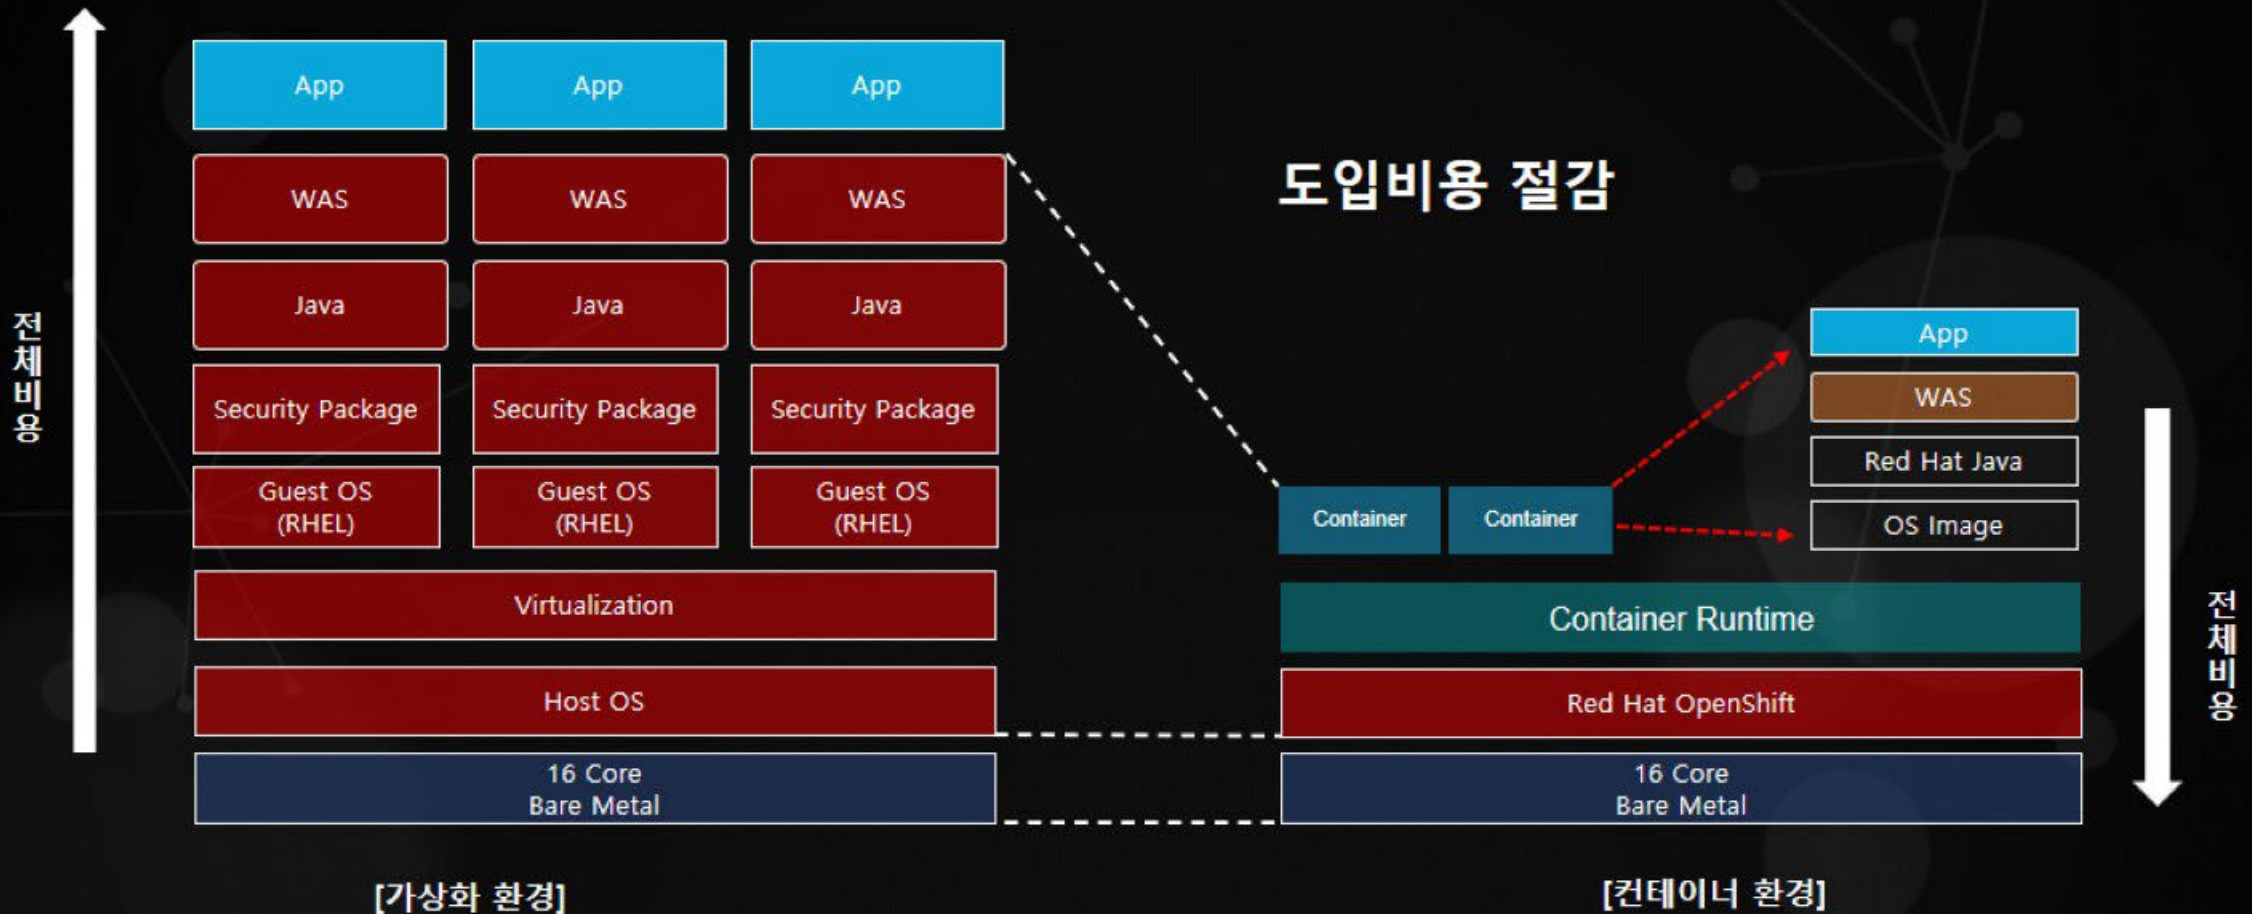 App
App
App
WAS
WAS
WAS
Java
Java
Java
Security Package
Security Package
Security Package
Guest OS
(RHEL)
Guest OS
(RHEL)
Guest OS
(RHEL)
Virtualization
Host OS
16 Core
Bare Metal
전체비용
[가상화 환경]
도입비용 절감
App
WAS
Red Hat Java
OS Image
Container
Container
Container Runtime
Red Hat OpenShift
16 Core
Bare Metal
전체비용
[컨테이너 환경]